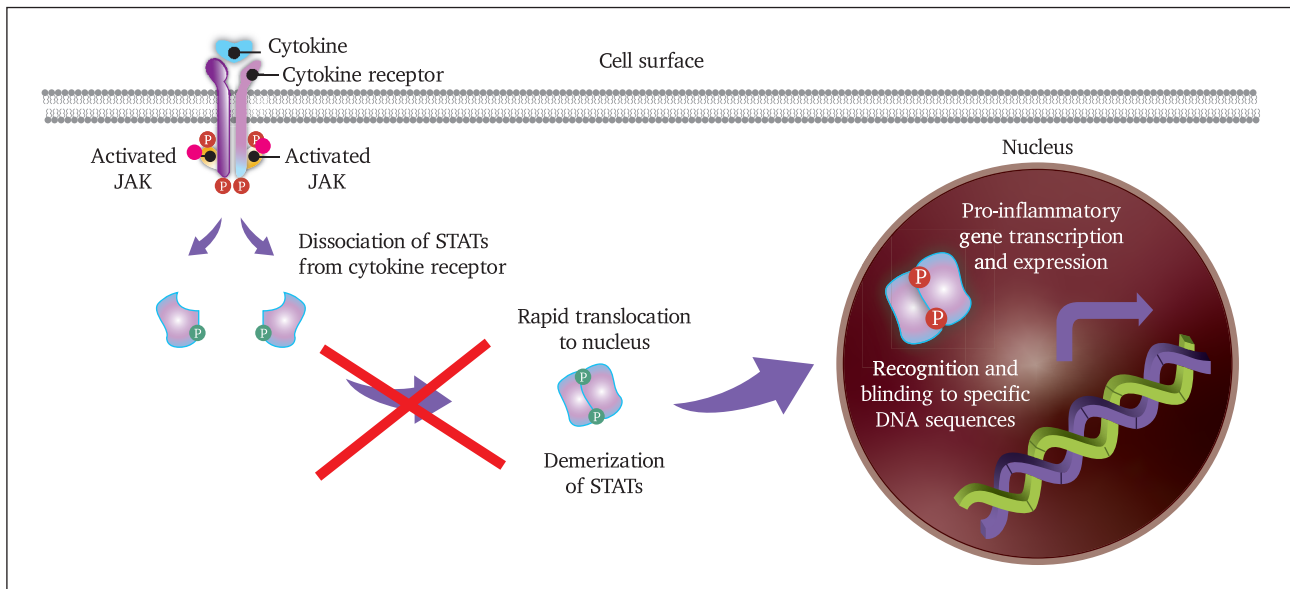 Cytokine
Cytokine receptor
Cell surface
P
P
Activated
JAK
Activated
JAK
P
P
Dissociation of STATs
from cytokine receptor
P
P
Rapid translocation
to nucleus
P
P
Demerization
of STATs
Nucleus
Pro-inflammatory
gene transcription
and expression
P
P
Recognition and
blinding to specific
DNA sequences